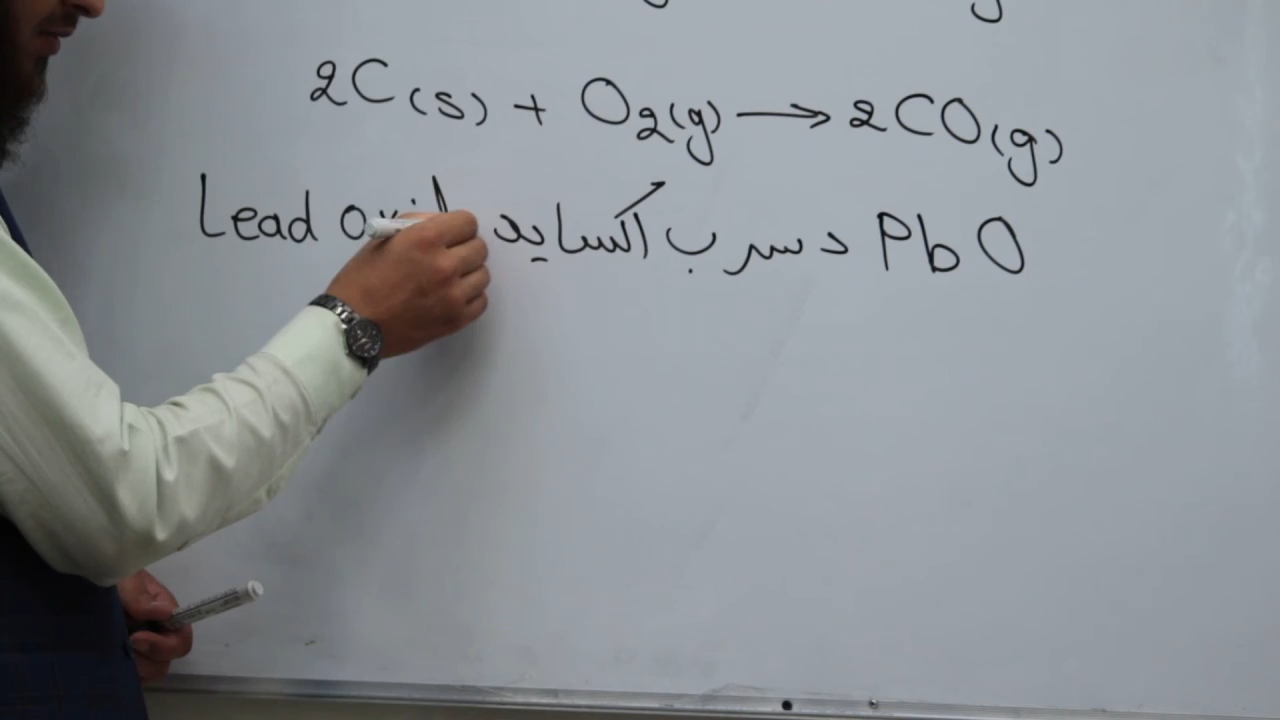 2C(s) + O2(g) → 2CO(g)
Lead د سرب اکساید PbO